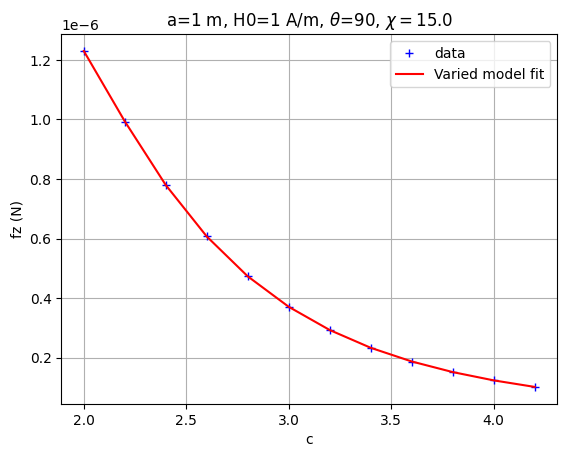 a=1 m, H0=1 A/m, θ=90, χ = 15.0
1e−6
data
Varied model fit
1.2
1.0
0.8
0.6
0.4
0.2
fz (N)
2.0 2.5 3.0 3.5 4.0
c